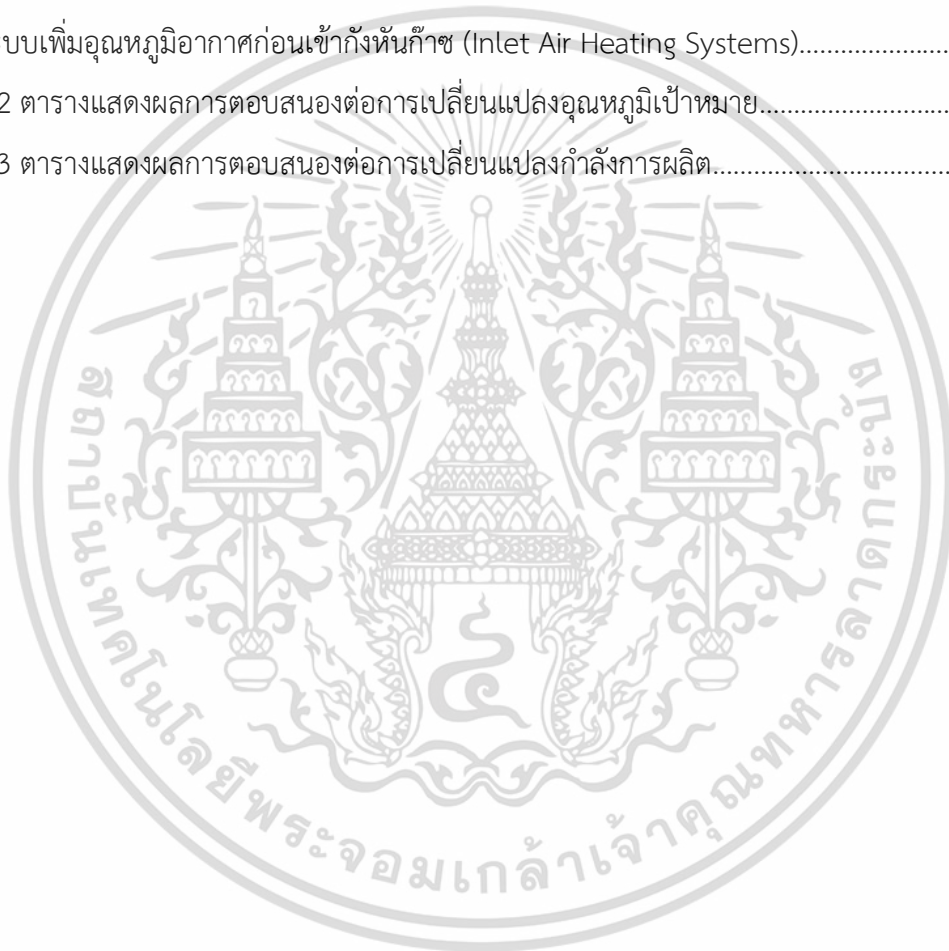 บบเพิ่มอุณหภูมิอากาศก่อนเข้ากังหันก๊าซ (Inlet Air Heating Systems)......................
2 ตารางแสดงผลการตอบสนองต่อการเปลี่ยนแปลงอุณหภูมิเป้าหมาย............................
3 ตารางแสดงผลการตอบสนองต่อการเปลี่ยนแปลงกำลังการผลิต...................................
สถาบันเทคโนโลยีพระจอมเกล้าเจ้าคุณทหารลาดกระบัง